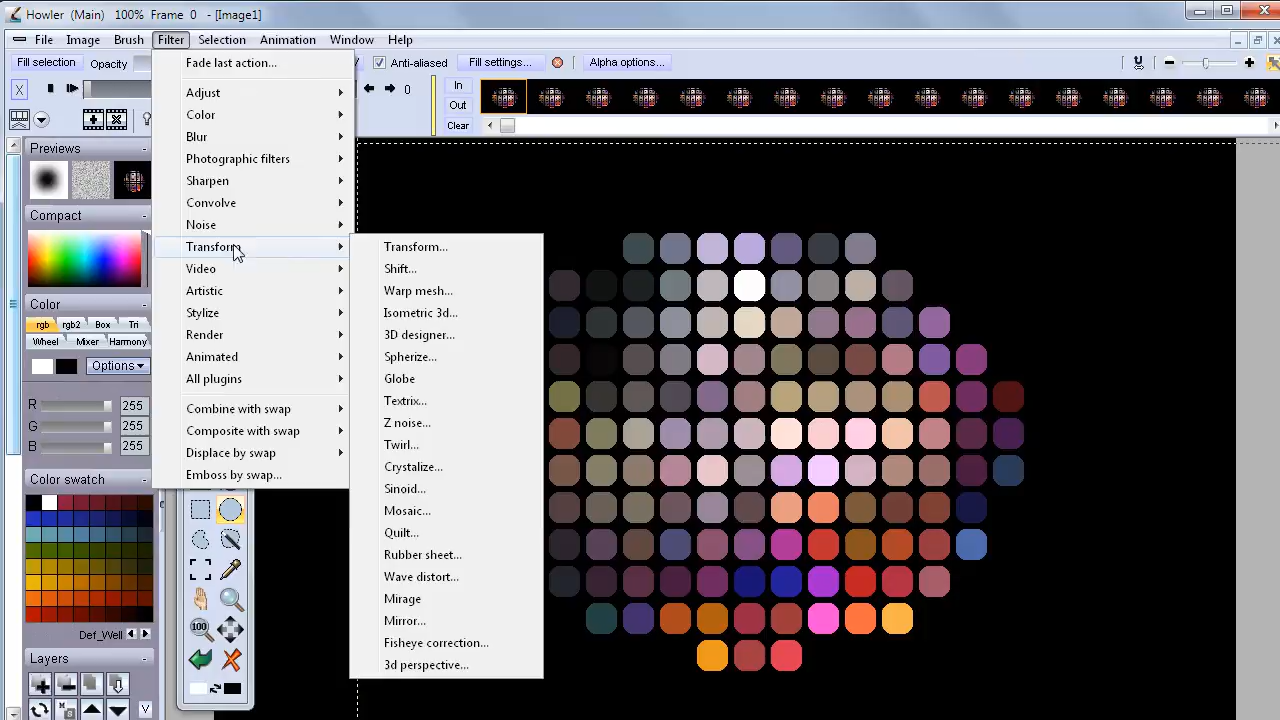 Howler (Main) 100% Frame 0 - [Image1]
File Image Brush Filter Selection Animation Window Help
Fill selection Opacity Anti-aliased Fill settings... Alpha options...
X 0 In
Out
Clear
Fade last action...
Adjust
Color
Blur
Photographic filters
Sharpen
Convolve
Noise
Transform
Video
Artistic
Stylize
Render
Animated
All plugins
Combine with swap
Composite with swap
Displace by swap
Emboss by swap...
Transform...
Shift...
Warp mesh...
Isometric 3d...
3D designer...
Spherize...
Globe
Textrix...
Z noise...
Twirl...
Crystalize...
Sinoid...
Mosaic...
Quilt...
Rubber sheet...
Wave distort...
Mirage
Mirror...
Fisheye correction...
3d perspective...
Previews
Compact
Color
rgb rgb2 Box Tri
Wheel Mixer Harmony
Options
R 255
G 255
B 255
Color swatch
Def_Well
Layers
V
100